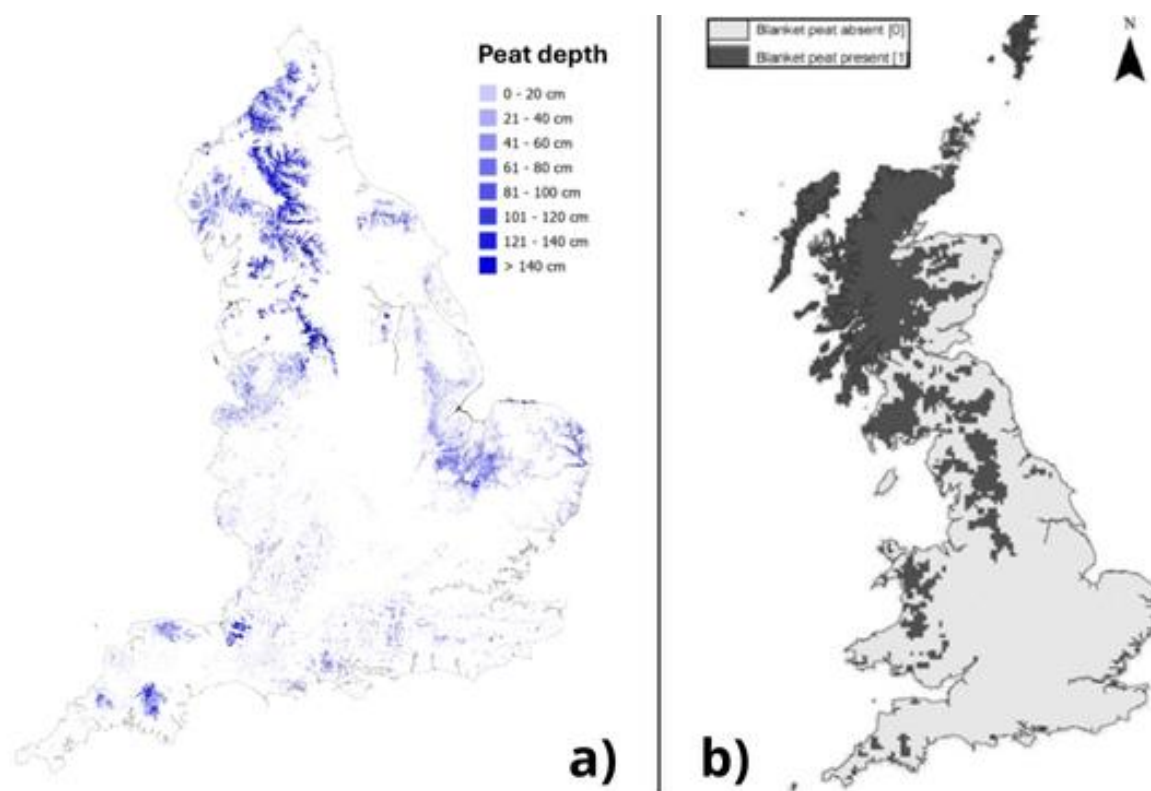 Peat depth
0 - 20 cm
21 - 40 cm
41 - 60 cm
61 - 80 cm
81 - 100 cm
101 - 120 cm
121 - 140 cm
> 140 cm
a)
Blanket peat absent [0]
Blanket peat present [1]
N
b)